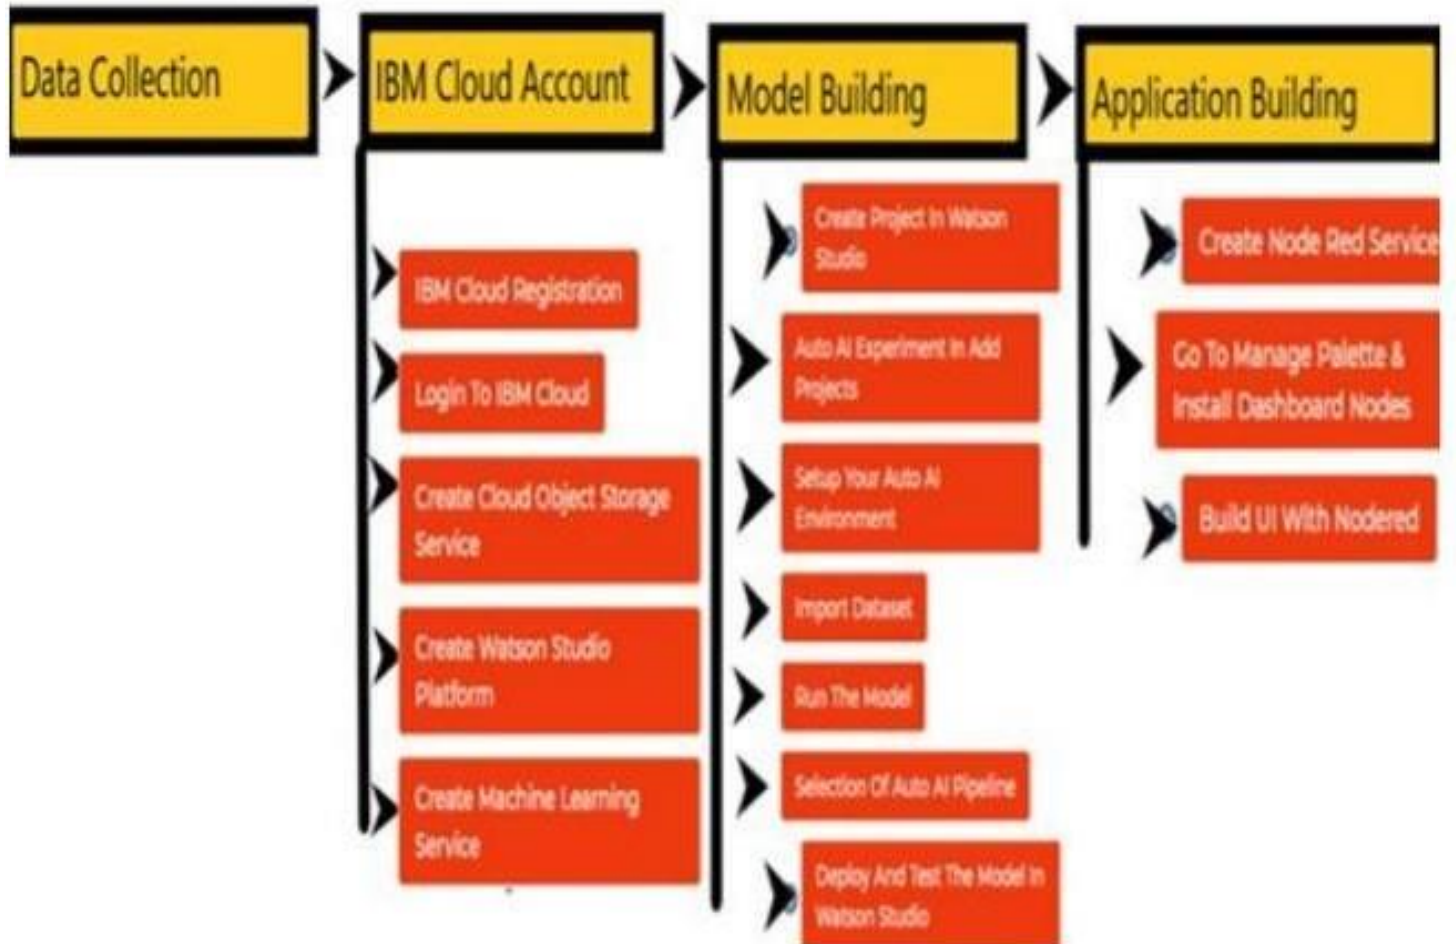 Data Collection
IBM Cloud Account
Model Building
Application Building
IBM Cloud Registration
Login To IBM Cloud
Create Cloud Object Storage
Service
Create Watson Studio
Platform
Create Machine Learning
Service
Create Project In Watson
Studio
Auto AI Experiment In Add
Projects
Setup Your Auto AI
Environment
Import Dataset
Run The Model
Selection Of Auto AI Pipeline
Deploy And Test The Model In
Watson Studio
Create Node Red Service
Go To Manage Palette &
Install Dashboard Nodes
Build UI With Nodered